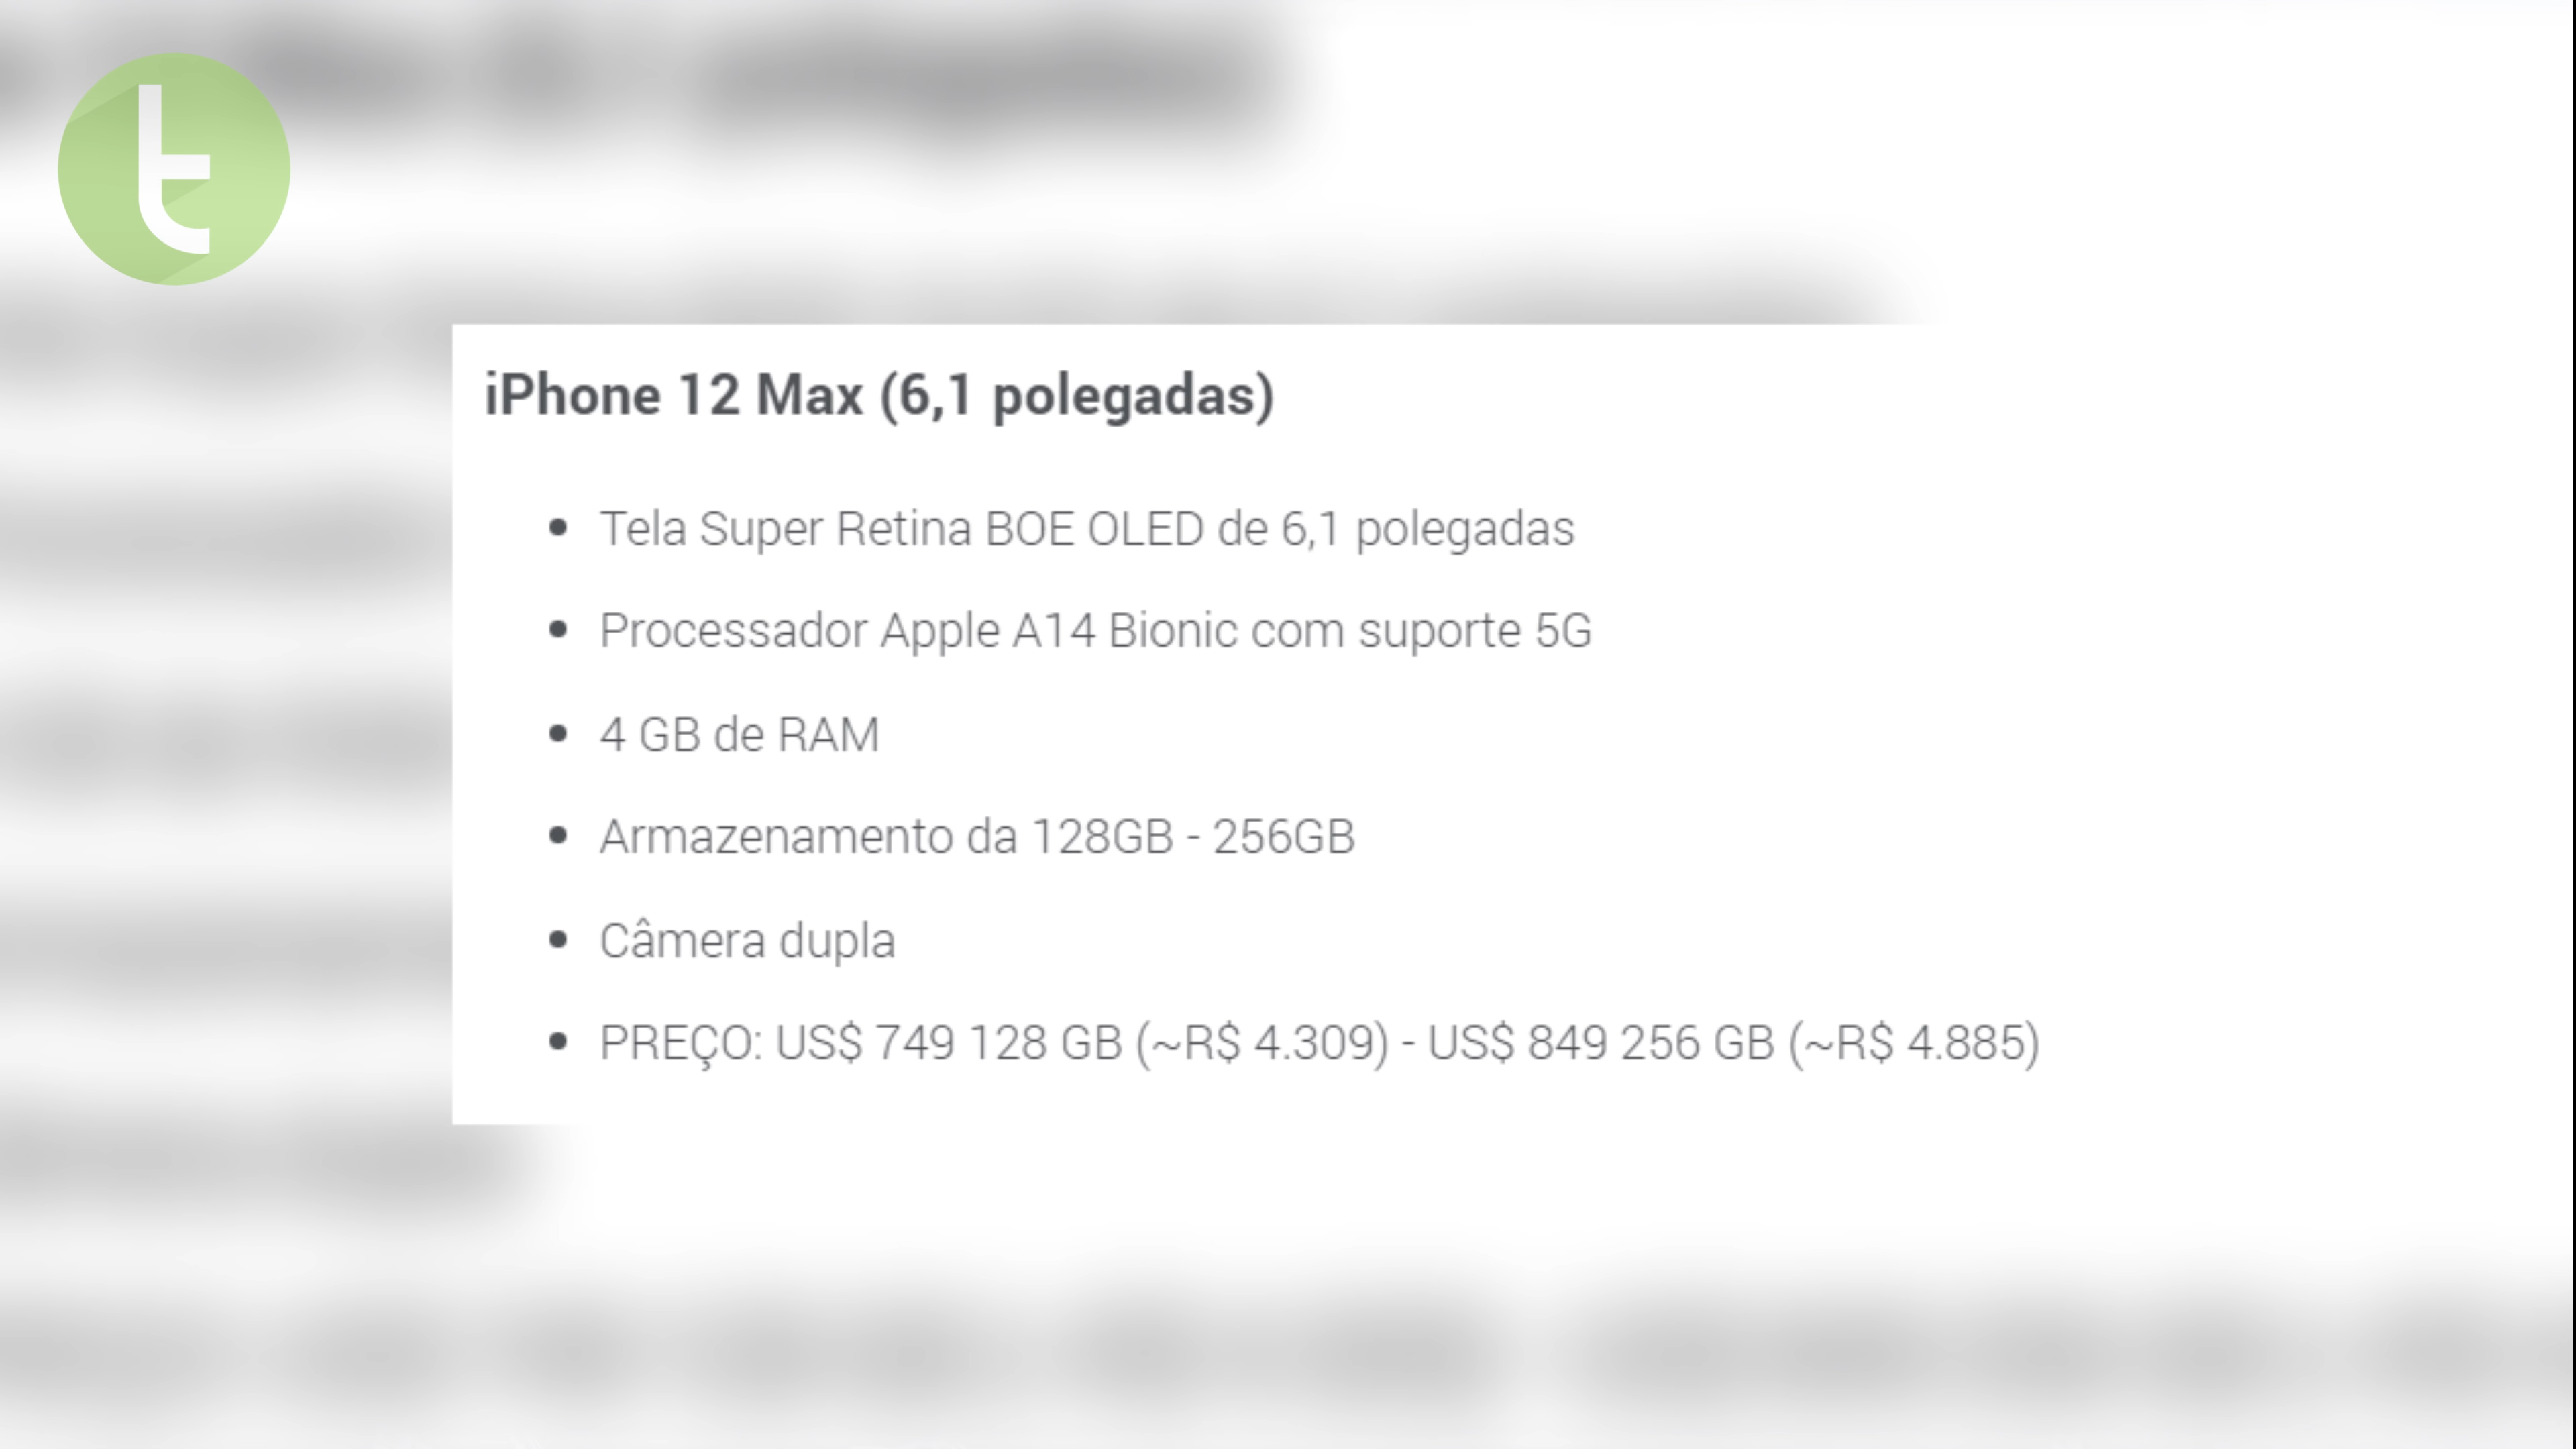 t
iPhone 12 Max (6,1 polegadas)
• Tela Super Retina BOE OLED de 6,1 polegadas
• Processador Apple A14 Bionic com suporte 5G
• 4 GB de RAM
• Armazenamento da 128GB - 256GB
• Câmera dupla
• PREÇO: US$ 749 128 GB (~R$ 4.309) - US$ 849 256 GB (~R$ 4.885)